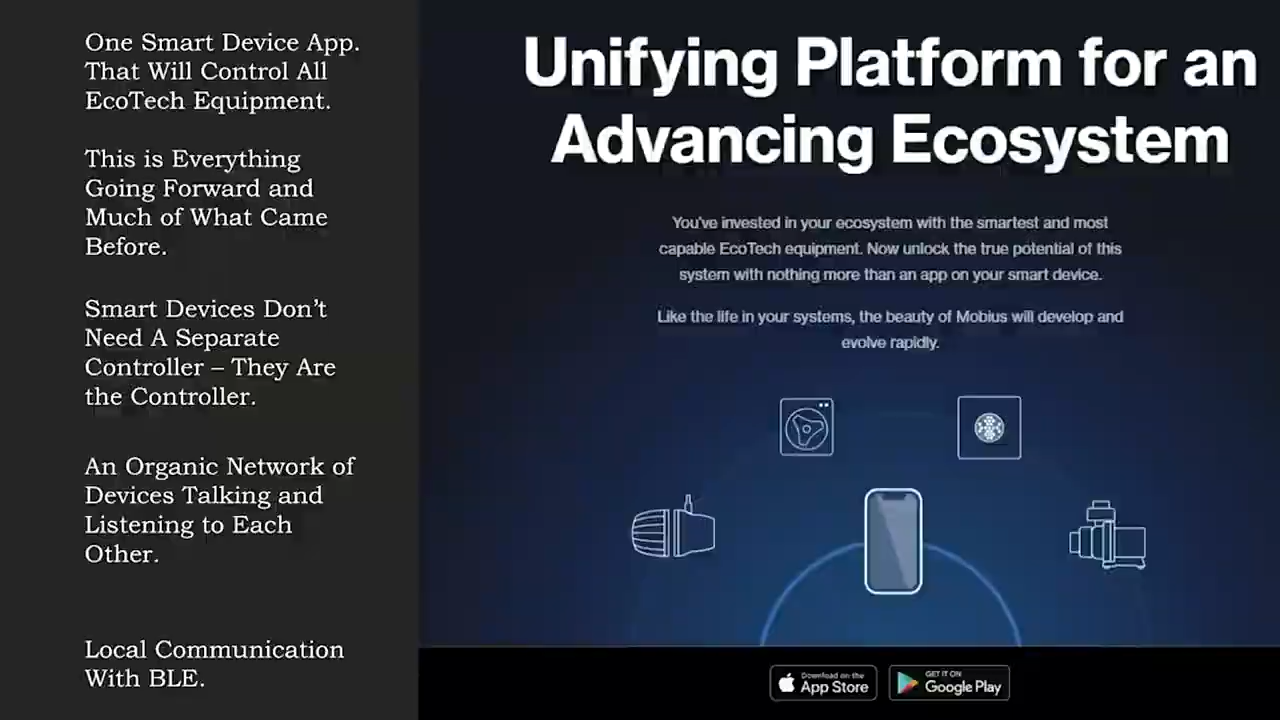 One Smart Device App.
That Will Control All
EcoTech Equipment.
This is Everything
Going Forward and
Much of What Came
Before.
Smart Devices Don’t
Need A Separate
Controller – They Are
the Controller.
An Organic Network of
Devices Talking and
Listening to Each
Other.
Local Communication
With BLE.
Unifying Platform for an
Advancing Ecosystem
You've invested in your ecosystem with the smartest and most
capable EcoTech equipment. Now unlock the true potential of this
system with nothing more than an app on your smart device.
Like the life in your systems, the beauty of Mobius will develop and
evolve rapidly.
Download on the
App Store
GET IT ON
Google Play